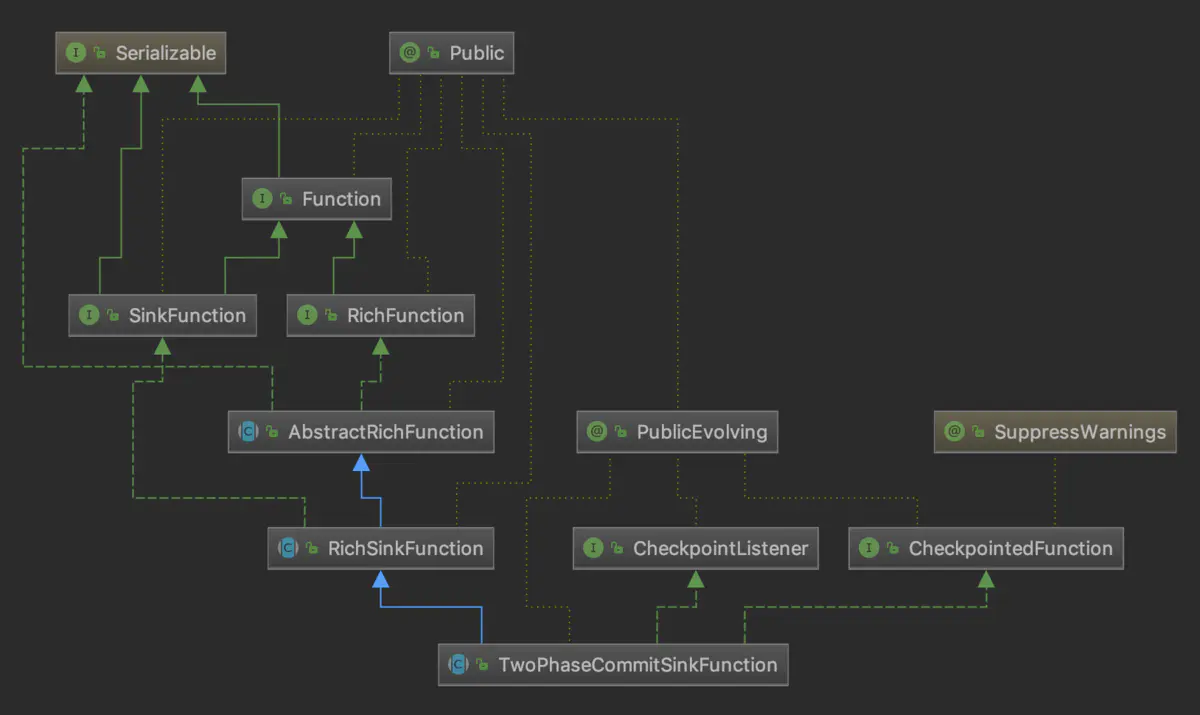 Serializable
Public
Function
SinkFunction
RichFunction
AbstractRichFunction
PublicEvolving
SuppressWarnings
RichSinkFunction
CheckpointListener
CheckpointedFunction
TwoPhaseCommitSinkFunction